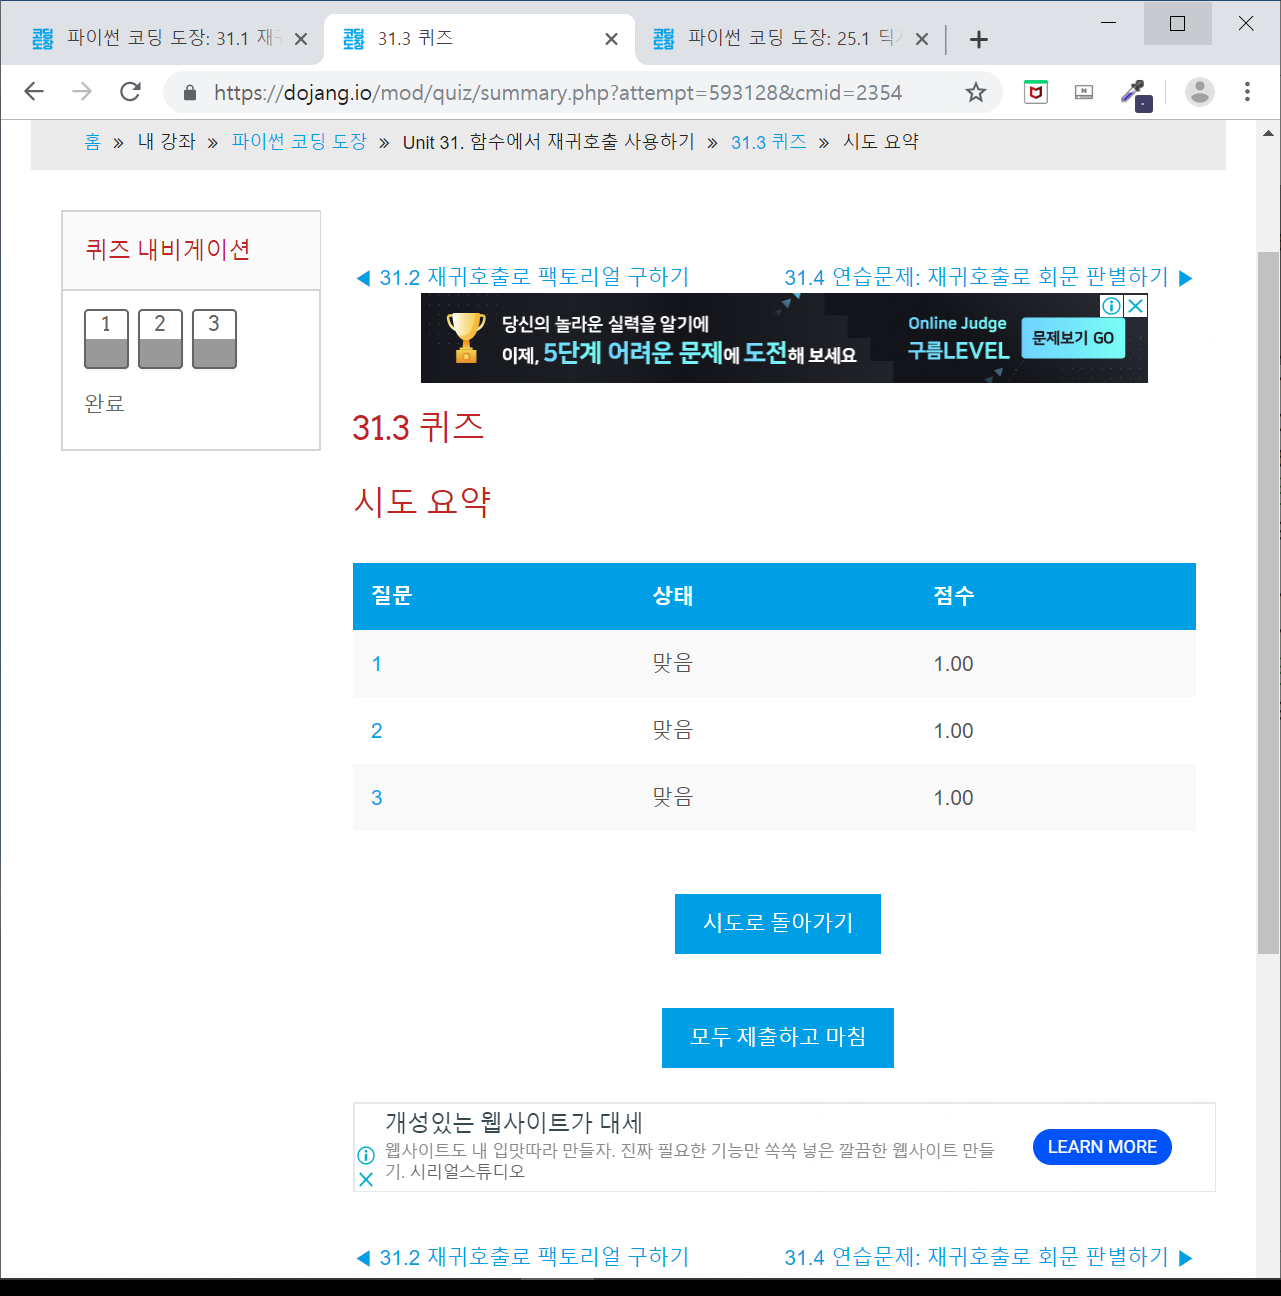 코딩 도장 파이썬 코딩 도장: 31.1 재귀
코딩 도장 31.3 퀴즈
코딩 도장 파이썬 코딩 도장: 25.1 딕
https://dojang.io/mod/quiz/summary.php?attempt=593128&cmid=2354
홈 » 내 강좌 » 파이썬 코딩 도장 » Unit 31. 함수에서 재귀호출 사용하기 » 31.3 퀴즈 » 시도 요약
퀴즈 내비게이션
1 2 3
완료
◀ 31.2 재귀호출로 팩토리얼 구하기
31.4 연습문제: 재귀호출로 회문 판별하기 ▶
당신의 놀라운 실력을 알기에
이제, 5단계 어려운 문제에 도전해 보세요
Online Judge
구름LEVEL
문제보기 GO
31.3 퀴즈
시도 요약
질문 상태 점수
1 맞음 1.00
2 맞음 1.00
3 맞음 1.00
시도로 돌아가기
모두 제출하고 마침
개성있는 웹사이트가 대세
웹사이트도 내 입맛따라 만들자. 진짜 필요한 기능만 쏙쏙 넣은 깔끔한 웹사이트 만들
기. 시리얼스튜디오
LEARN MORE
◀ 31.2 재귀호출로 팩토리얼 구하기
31.4 연습문제: 재귀호출로 회문 판별하기 ▶